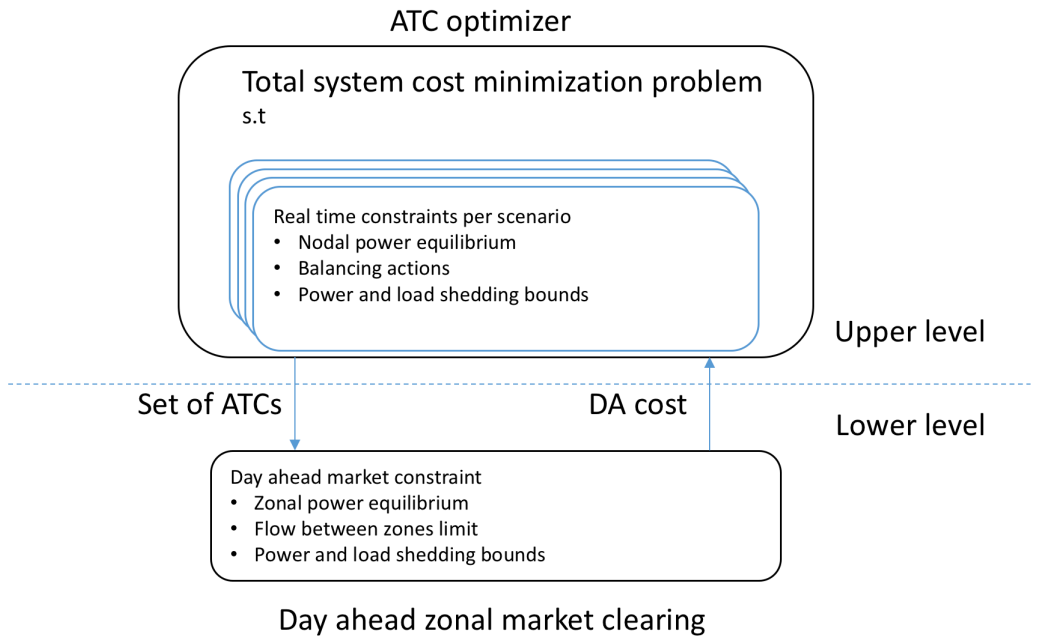 ATC optimizer
Total system cost minimization problem
s.t
Real time constraints per scenario
• Nodal power equilibrium
• Balancing actions
• Power and load shedding bounds
Upper level
Set of ATCs
DA cost
Lower level
Day ahead market constraint
• Zonal power equilibrium
• Flow between zones limit
• Power and load shedding bounds
Day ahead zonal market clearing